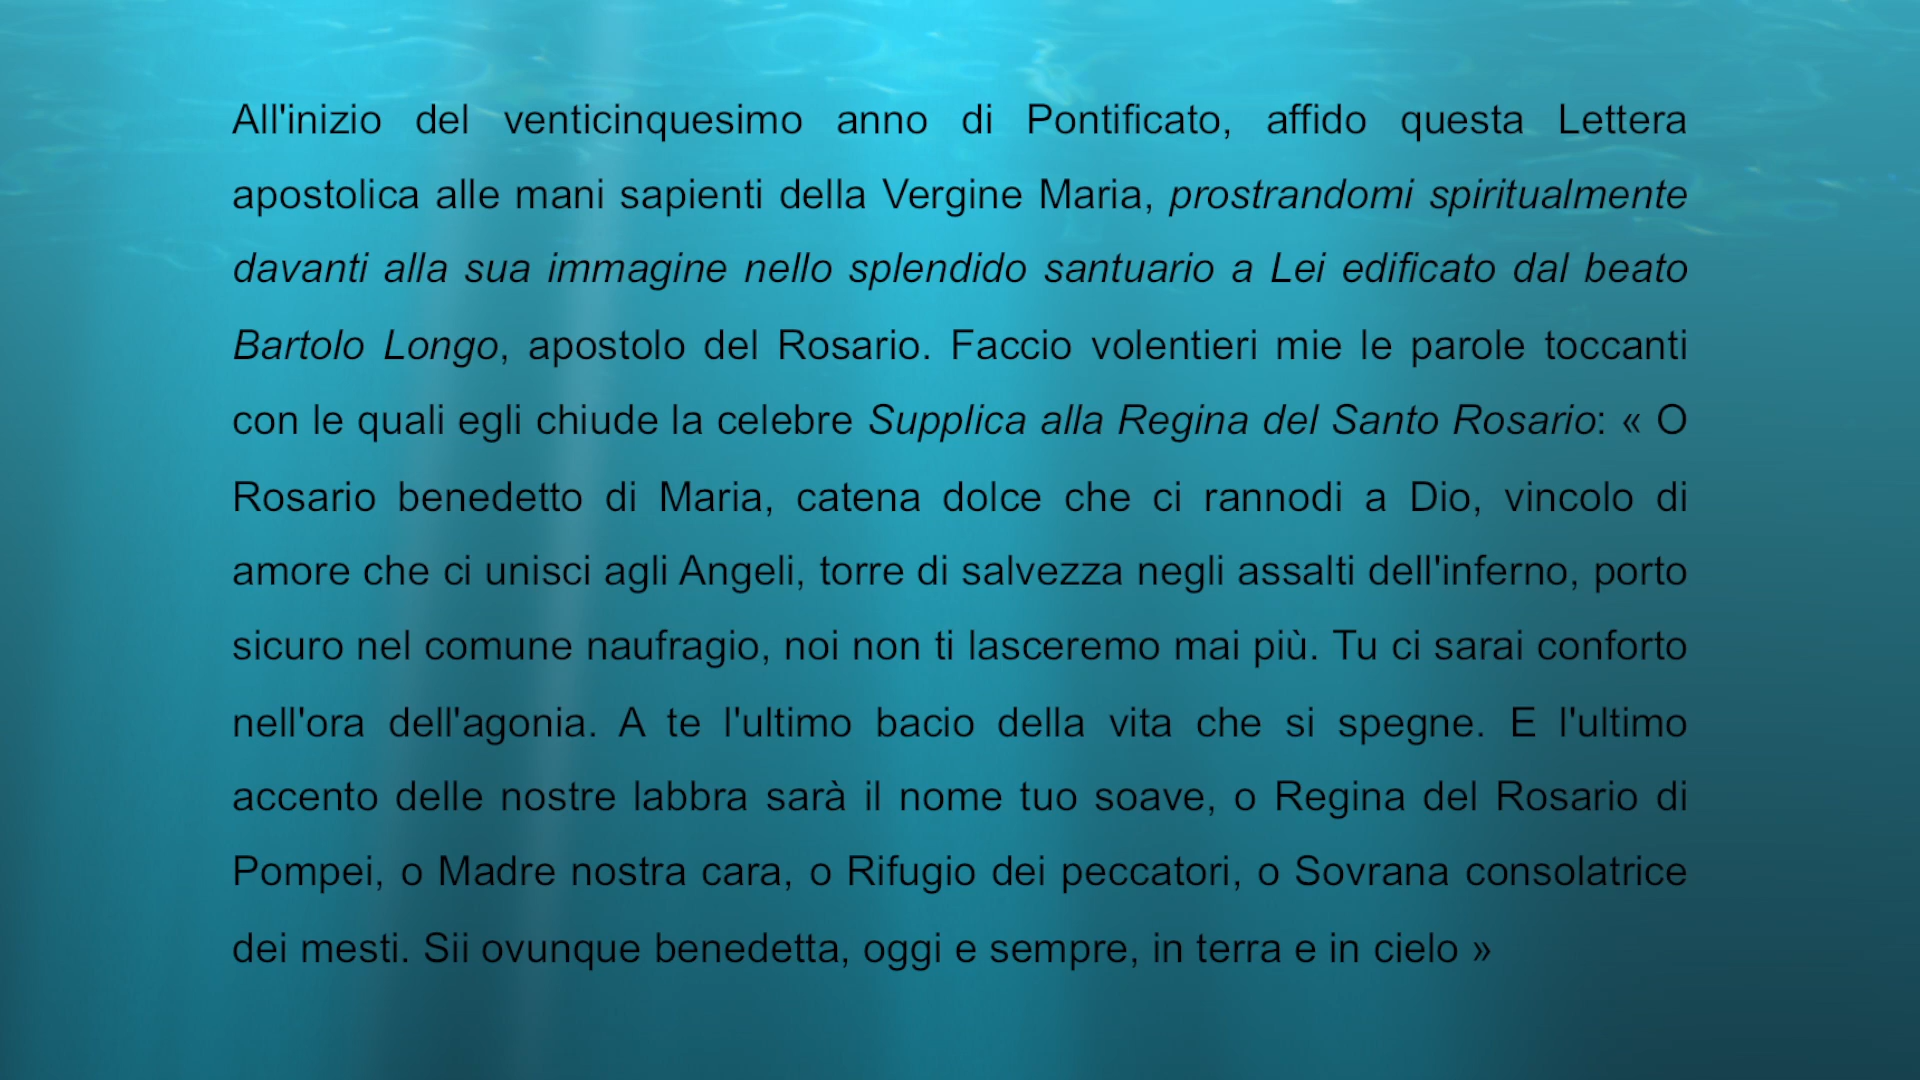 All'inizio del venticinquesimo anno di Pontificato, affido questa Lettera
apostolica alle mani sapienti della Vergine Maria, prostrandomi spiritualmente
davanti alla sua immagine nello splendido santuario a Lei edificato dal beato
Bartolo Longo, apostolo del Rosario. Faccio volentieri mie le parole toccanti
con le quali egli chiude la celebre Supplica alla Regina del Santo Rosario: « O
Rosario benedetto di Maria, catena dolce che ci rannodi a Dio, vincolo di
amore che ci unisci agli Angeli, torre di salvezza negli assalti dell'inferno, porto
sicuro nel comune naufragio, noi non ti lasceremo mai più. Tu ci sarai conforto
nell'ora dell'agonia. A te l'ultimo bacio della vita che si spegne. E l'ultimo
accento delle nostre labbra sarà il nome tuo soave, o Regina del Rosario di
Pompei, o Madre nostra cara, o Rifugio dei peccatori, o Sovrana consolatrice
dei mesti. Sii ovunque benedetta, oggi e sempre, in terra e in cielo »